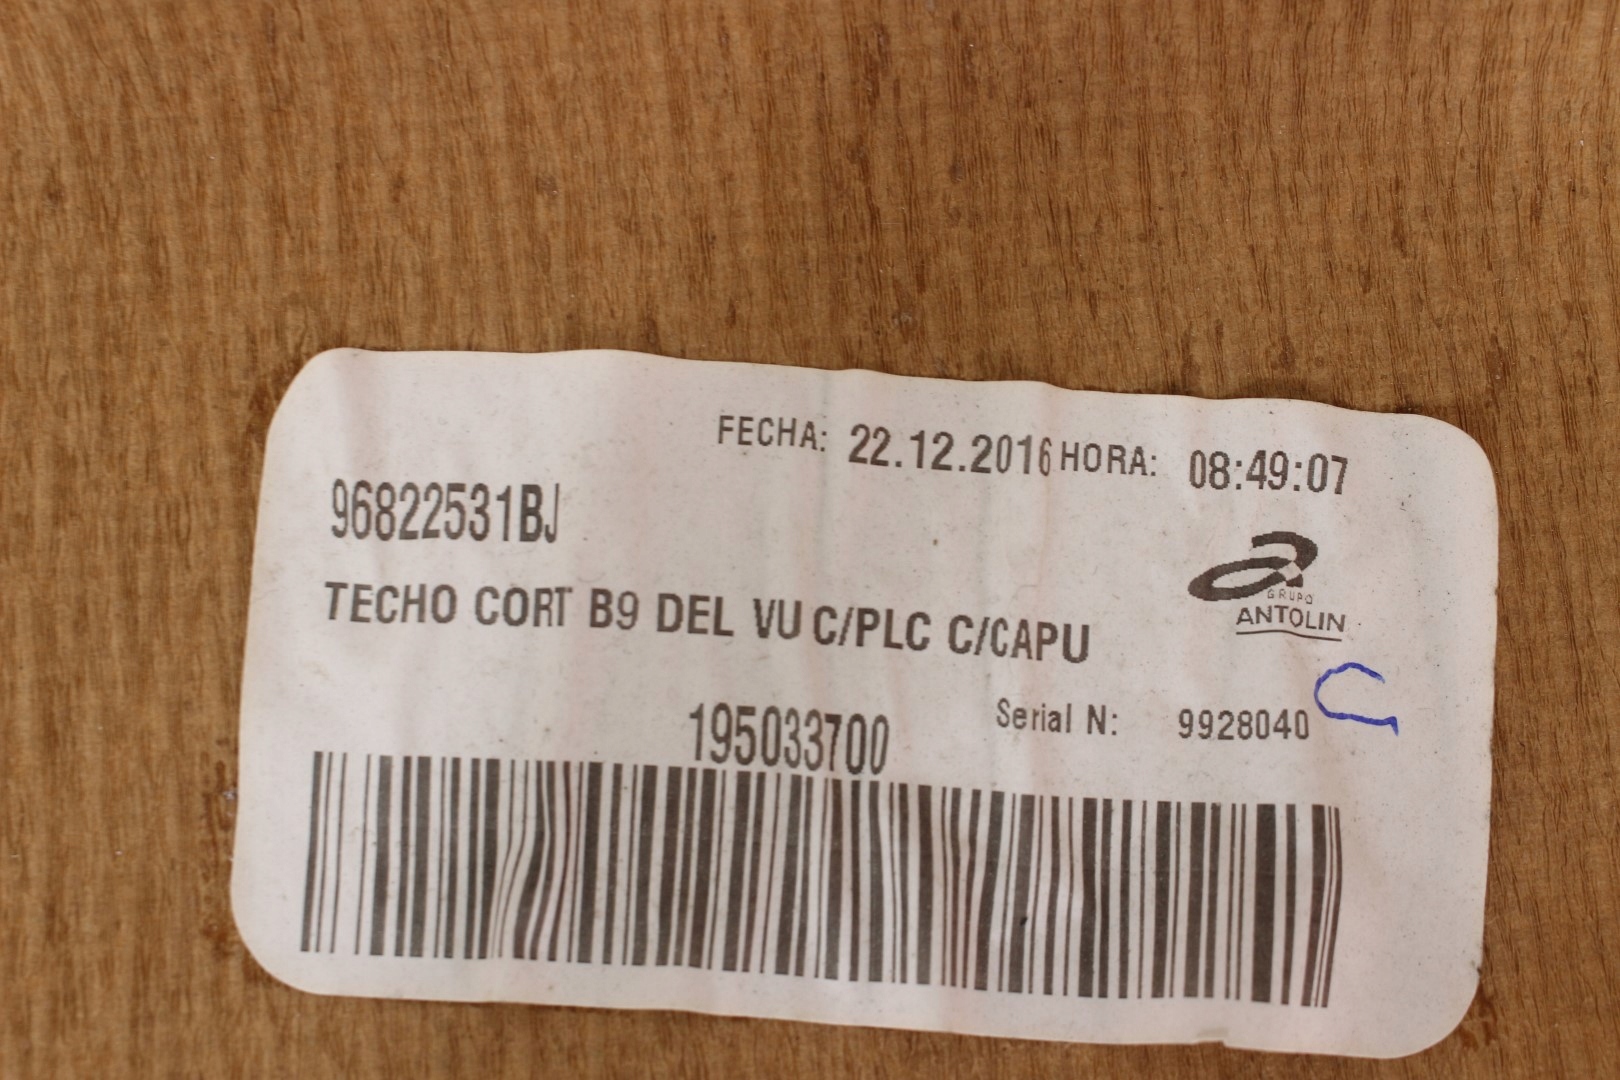 FECHA: 22.12.2016 HORA: 08:49:07
96822531BJ
GRUPO
ANTOLIN
TECHO CORT B9 DEL VU C/PLC C/CAPU
195033700
Serial N: 9928040
C